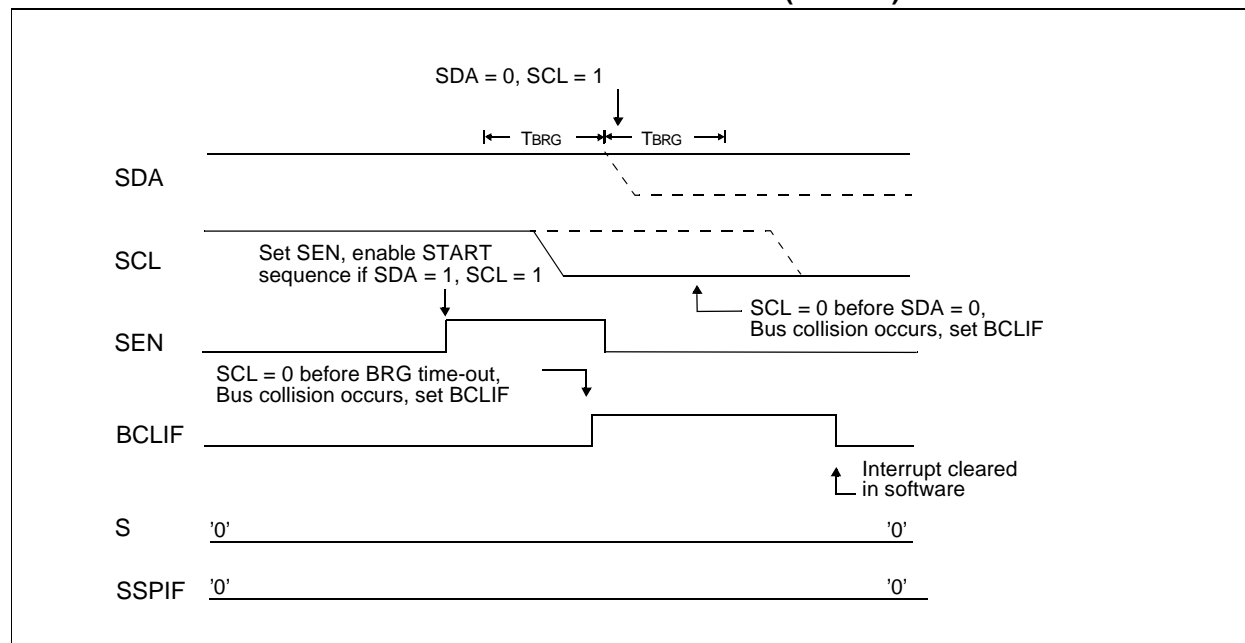 SDA = 0, SCL = 1
TBRG TBRG
SDA
SCL
Set SEN, enable START
sequence if SDA = 1, SCL = 1
SCL = 0 before SDA = 0,
Bus collision occurs, set BCLIF
SEN
SCL = 0 before BRG time-out,
Bus collision occurs, set BCLIF
BCLIF
Interrupt cleared
in software
S '0' '0'
SSPIF '0' '0'